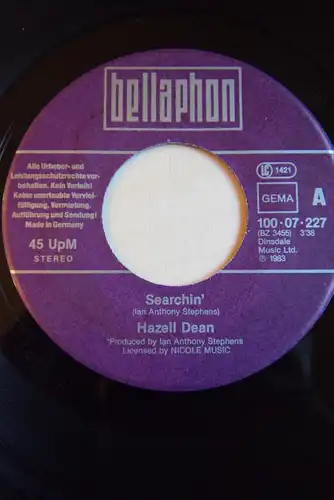 bellaphon
Alle Urheber- und
Leistungsschutzrechte vor-
behalten. Kein Verleih!
Keine unerlaubte Verviel-
fältigung, Vermietung,
Aufführung und Sendung!
Made in Germany
45 UpM
STEREO
LC 1421
GEMA
A
100·07·227
(BZ 3455) 3'38
Dinsdale
Music Ltd.
℗ 1983
Searchin'
(Ian Anthony Stephens)
Hazell Dean
"Produced by Ian Anthony Stephens
Licensed by NICOLE MUSIC